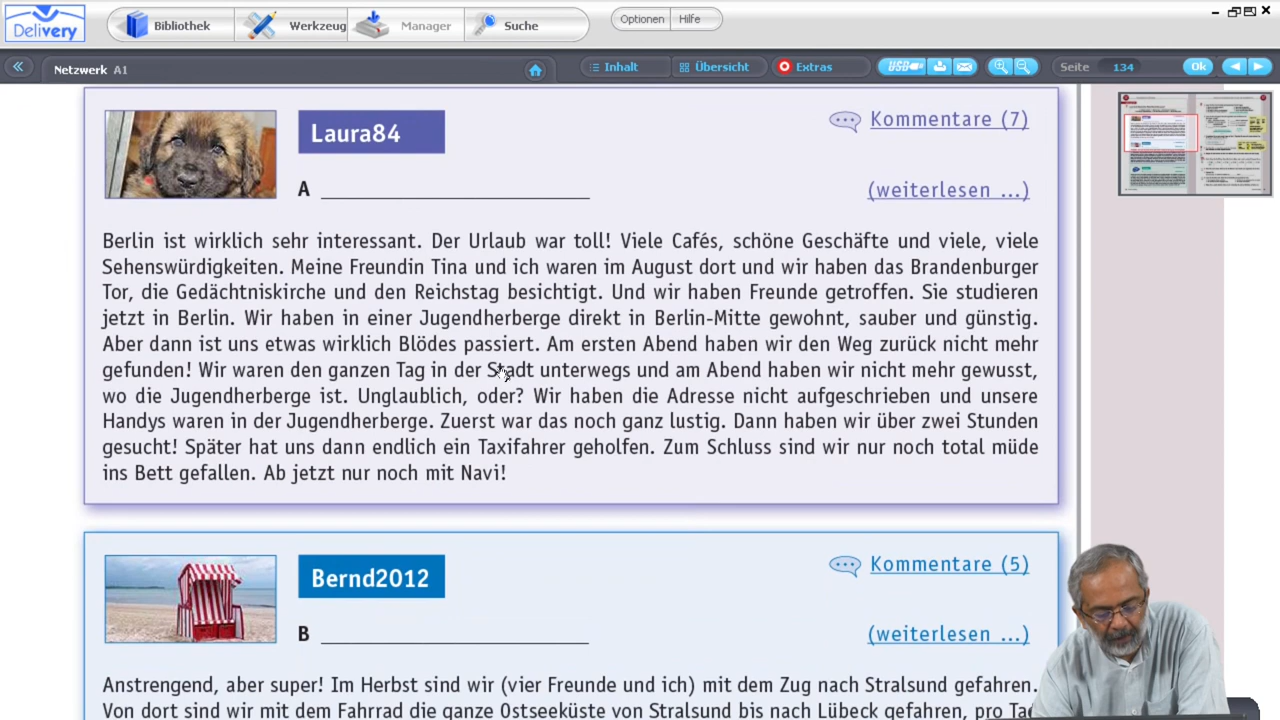 Delivery
Bibliothek
Werkzeug
Manager
Suche
Optionen
Hilfe
Netzwerk A1
Inhalt
Übersicht
Extras
USB
Seite
134
Ok
Laura84
Kommentare (7)
A
(weiterlesen ...)
Berlin ist wirklich sehr interessant. Der Urlaub war toll! Viele Cafés, schöne Geschäfte und viele, viele
Sehenswürdigkeiten. Meine Freundin Tina und ich waren im August dort und wir haben das Brandenburger
Tor, die Gedächtniskirche und den Reichstag besichtigt. Und wir haben Freunde getroffen. Sie studieren
jetzt in Berlin. Wir haben in einer Jugendherberge direkt in Berlin-Mitte gewohnt, sauber und günstig.
Aber dann ist uns etwas wirklich Blödes passiert. Am ersten Abend haben wir den Weg zurück nicht mehr
gefunden! Wir waren den ganzen Tag in der Stadt unterwegs und am Abend haben wir nicht mehr gewusst,
wo die Jugendherberge ist. Unglaublich, oder? Wir haben die Adresse nicht aufgeschrieben und unsere
Handys waren in der Jugendherberge. Zuerst war das noch ganz lustig. Dann haben wir über zwei Stunden
gesucht! Später hat uns dann endlich ein Taxifahrer geholfen. Zum Schluss sind wir nur noch total müde
ins Bett gefallen. Ab jetzt nur noch mit Navi!
Bernd2012
Kommentare (5)
B
(weiterlesen ...)
Anstrengend, aber super! Im Herbst sind wir (vier Freunde und ich) mit dem Zug nach Stralsund gefahren.
Von dort sind wir mit dem Fahrrad die ganze Ostseeküste von Stralsund bis nach Lübeck gefahren, pro